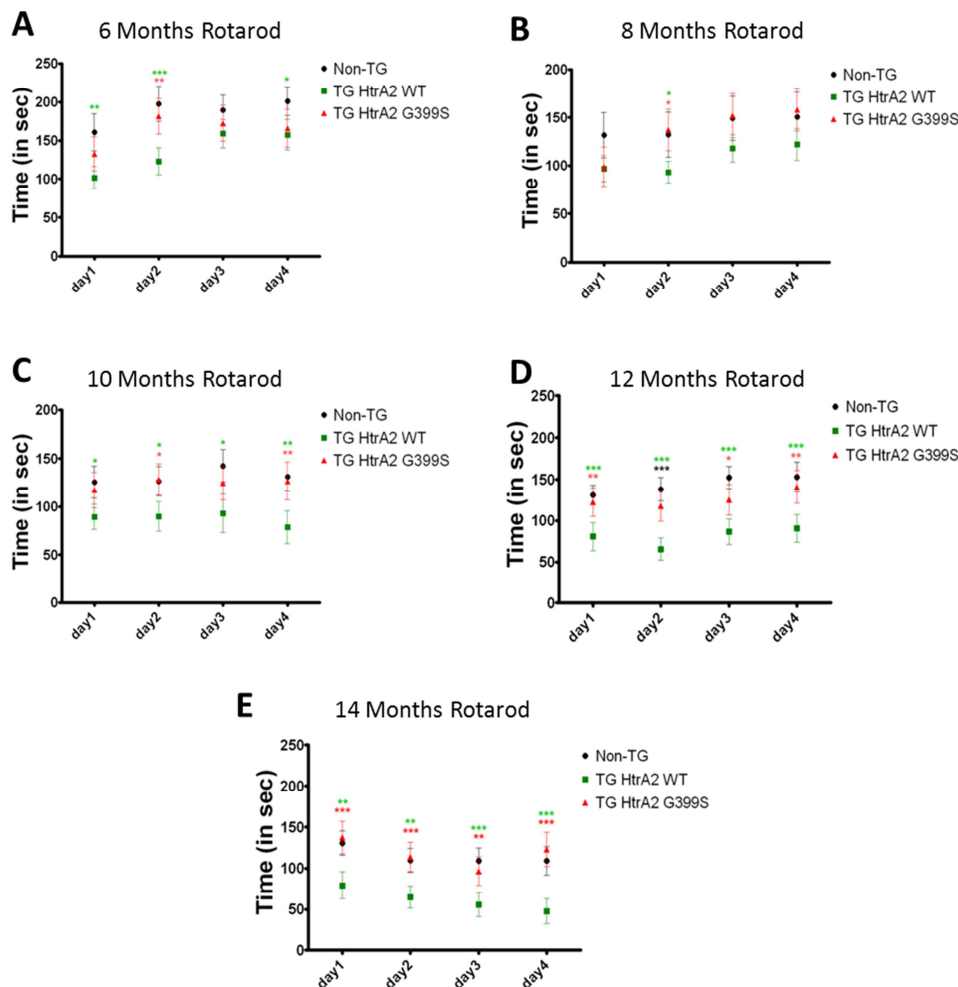 A
6 Months Rotarod
Time (in sec)
250
200
150
100
50
0
** *** ** *
day1 day2 day3 day4
Non-TG
TG HtrA2 WT
TG HtrA2 G399S
B
8 Months Rotarod
Time (in sec)
200
150
100
50
0
* *
day1 day2 day3 day4
Non-TG
TG HtrA2 WT
TG HtrA2 G399S
C
10 Months Rotarod
Time (in sec)
200
150
100
50
0
* * * * ** **
day1 day2 day3 day4
Non-TG
TG HtrA2 WT
TG HtrA2 G399S
D
12 Months Rotarod
Time (in sec)
250
200
150
100
50
0
*** ** *** *** *** * *** **
day1 day2 day3 day4
Non-TG
TG HtrA2 WT
TG HtrA2 G399S
E
14 Months Rotarod
Time (in sec)
250
200
150
100
50
0
** *** ** *** *** ** *** ***
day1 day2 day3 day4
Non-TG
TG HtrA2 WT
TG HtrA2 G399S